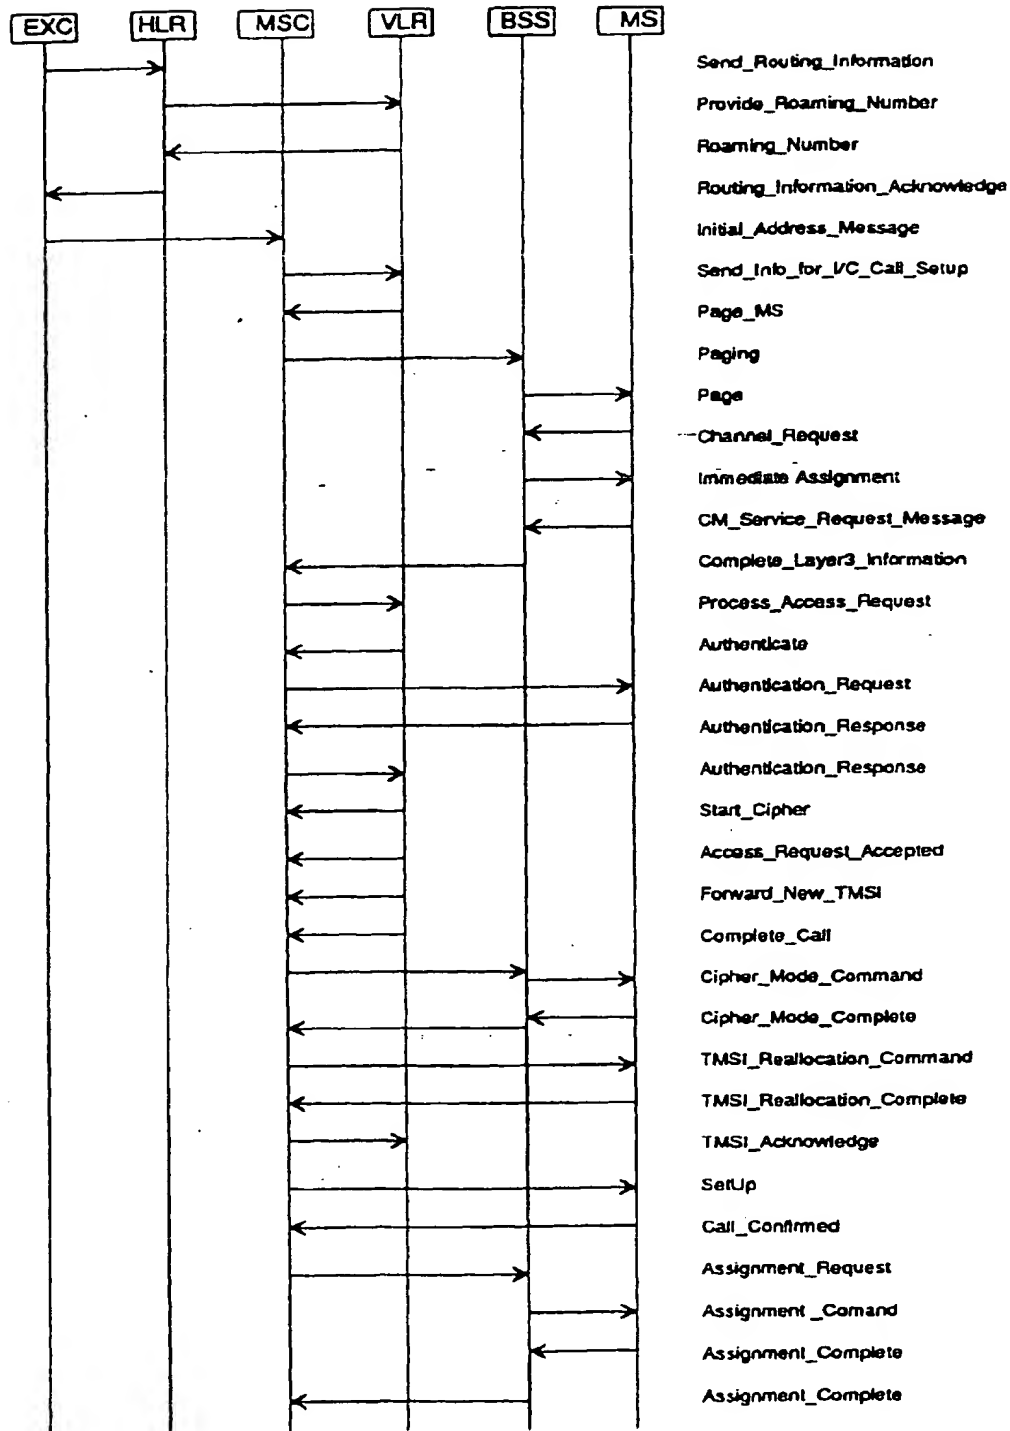 EXC HLR MSC VLR BSS MS
Send_Routing_Information
Provide_Roaming_Number
Roaming_Number
Routing_Information_Acknowledge
Initial_Address_Message
Send_Info_for_I/C_Call_Setup
Page_MS
Paging
Page
Channel_Request
Immediate Assignment
CM_Service_Request_Message
Complete_Layer3_Information
Process_Access_Request
Authenticate
Authentication_Request
Authentication_Response
Authentication_Response
Start_Cipher
Access_Request_Accepted
Forward_New_TMSI
Complete_Call
Cipher_Mode_Command
Cipher_Mode_Complete
TMSI_Reallocation_Command
TMSI_Reallocation_Complete
TMSI_Acknowledge
SetUp
Call_Confirmed
Assignment_Request
Assignment _Comand
Assignment_Complete
Assignment_Complete